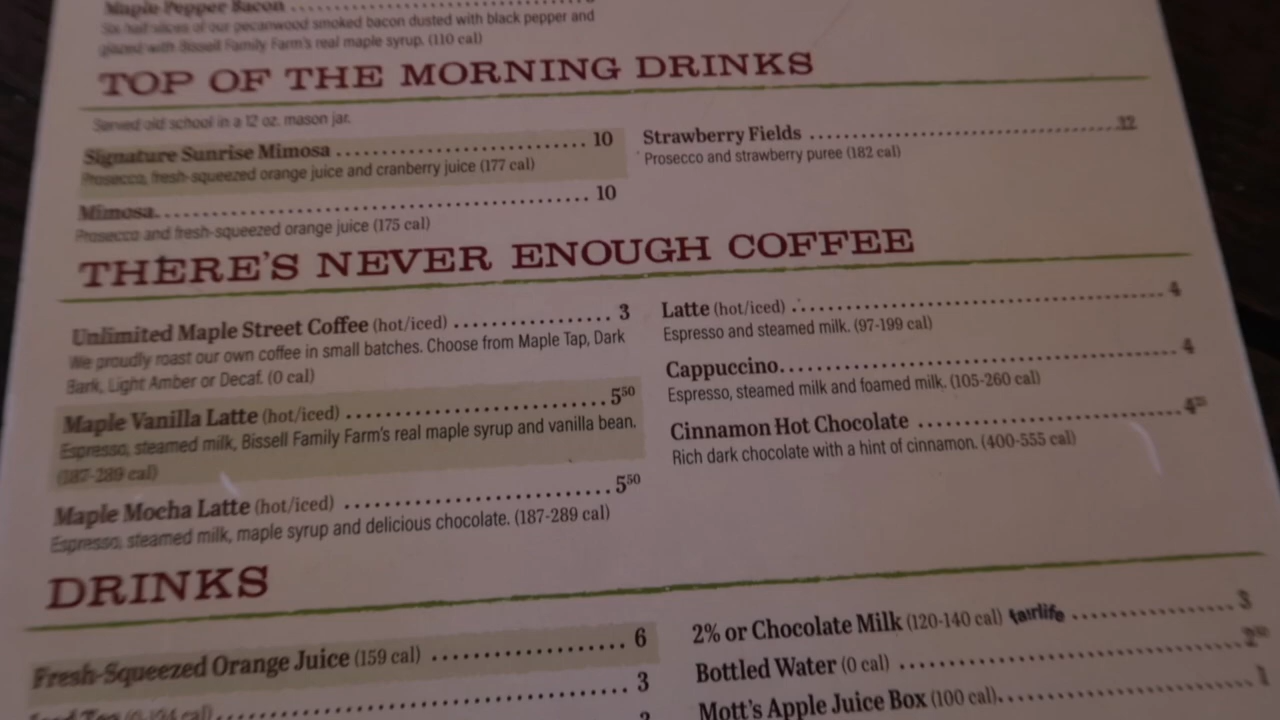 Maple Pepper Bacon
Six half slices of our pecanwood smoked bacon dusted with black pepper and
glazed with Bissell Family Farm's real maple syrup. (110 cal)
TOP OF THE MORNING DRINKS
Served old school in a 12 oz. mason jar.
Signature Sunrise Mimosa ........................... 10
Prosecco, fresh-squeezed orange juice and cranberry juice (177 cal)
Mimosa.............................................. 10
Prosecco and fresh-squeezed orange juice (175 cal)
Strawberry Fields .......................................12
Prosecco and strawberry puree (182 cal)
THERE'S NEVER ENOUGH COFFEE
Unlimited Maple Street Coffee (hot/iced) ................ 3
We proudly roast our own coffee in small batches. Choose from Maple Tap, Dark
Bark, Light Amber or Decaf. (0 cal)
Maple Vanilla Latte (hot/iced) ............................ 5⁵⁰
Espresso, steamed milk, Bissell Family Farm's real maple syrup and vanilla bean.
(187-289 cal)
Maple Mocha Latte (hot/iced) ............................ 5⁵⁰
Espresso, steamed milk, maple syrup and delicious chocolate. (187-289 cal)
Latte (hot/iced) ............................................ 4
Espresso and steamed milk. (97-199 cal)
Cappuccino............................................... 4
Espresso, steamed milk and foamed milk. (105-260 cal)
Cinnamon Hot Chocolate ................................ 4
Rich dark chocolate with a hint of cinnamon. (400-555 cal)
DRINKS
Fresh-Squeezed Orange Juice (159 cal) ..................... 6
Iced Tea (0-124 cal)........................................ 3
2% or Chocolate Milk (120-140 cal) fairlife .................. 3
Bottled Water (0 cal) ....................................... 2
Mott's Apple Juice Box (100 cal)............................ 1